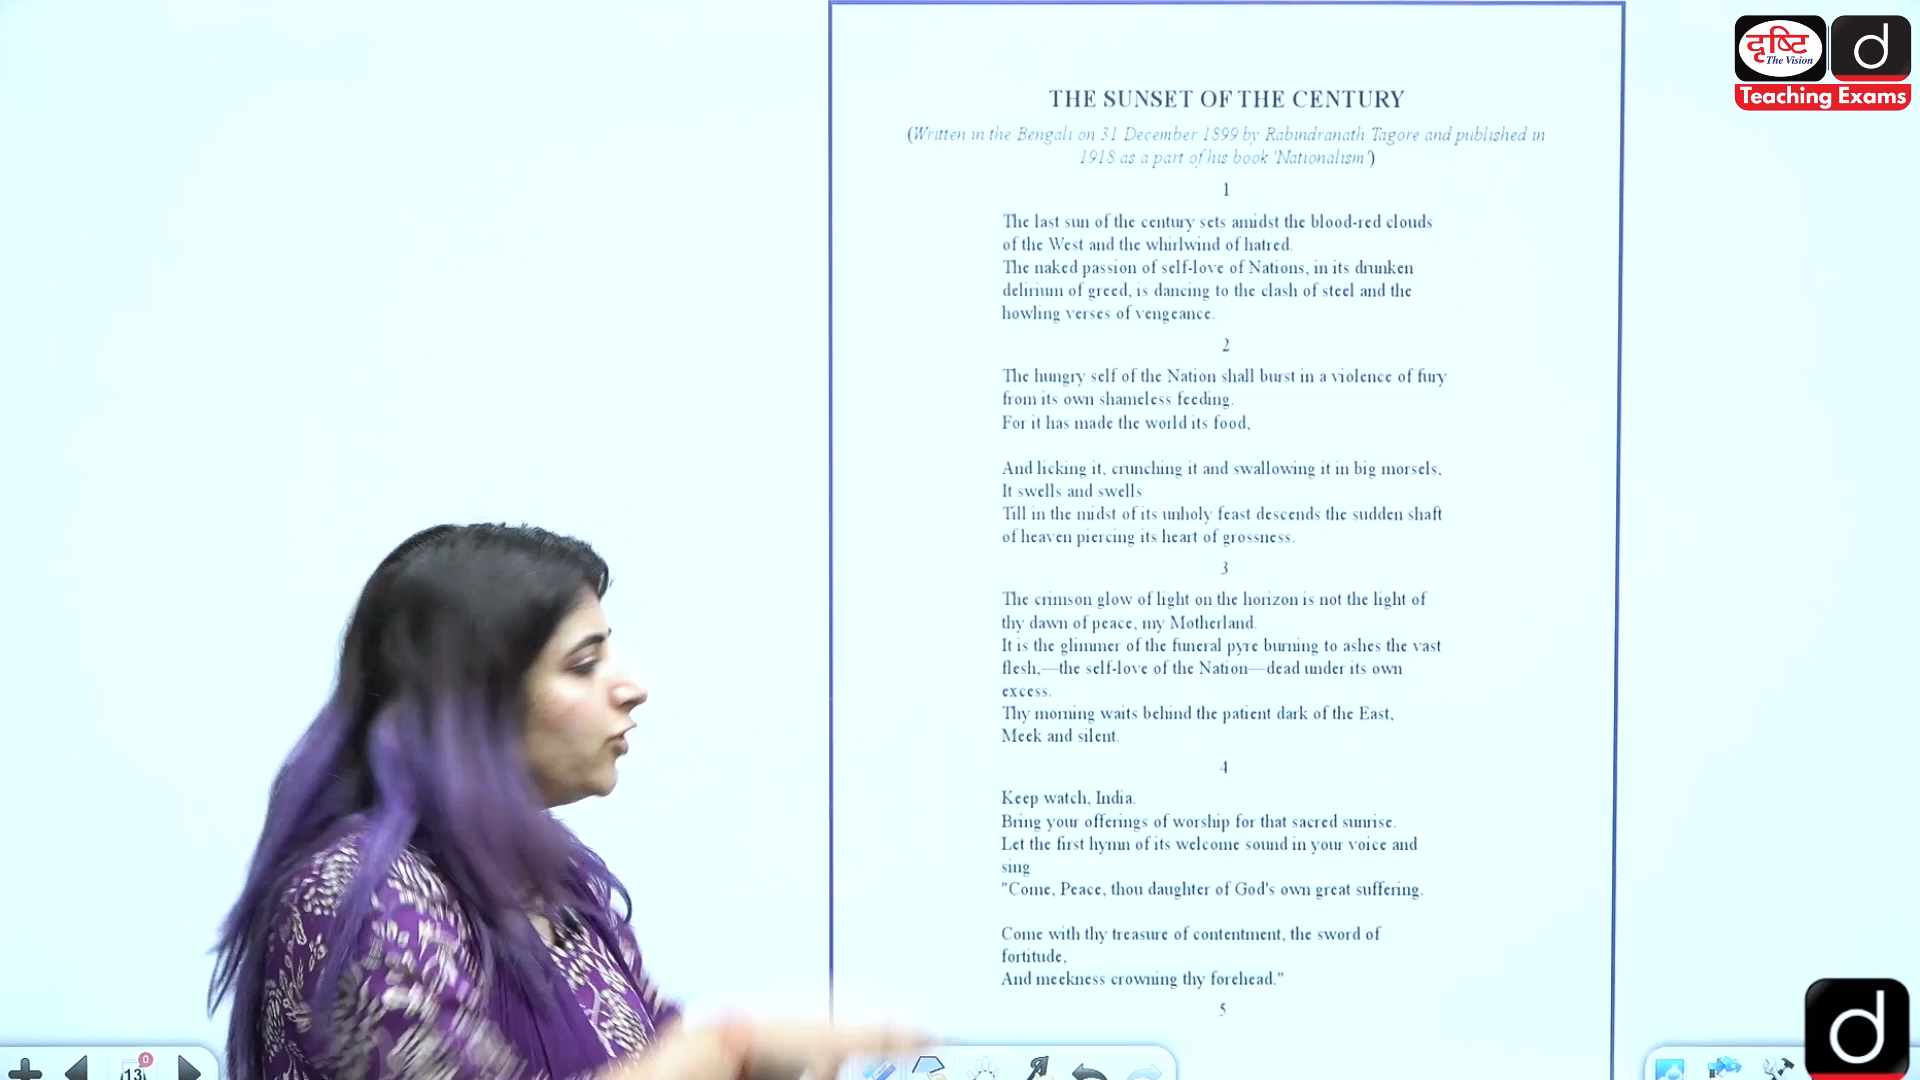 दृष्टि
The Vision
d
Teaching Exams
THE SUNSET OF THE CENTURY
(Written in the Bengali on 31 December 1899 by Rabindranath Tagore and published in
1918 as a part of his book 'Nationalism')
1
The last sun of the century sets amidst the blood-red clouds
of the West and the whirlwind of hatred.
The naked passion of self-love of Nations, in its drunken
delirium of greed, is dancing to the clash of steel and the
howling verses of vengeance.
2
The hungry self of the Nation shall burst in a violence of fury
from its own shameless feeding.
For it has made the world its food,
And licking it, crunching it and swallowing it in big morsels,
It swells and swells
Till in the midst of its unholy feast descends the sudden shaft
of heaven piercing its heart of grossness.
3
The crimson glow of light on the horizon is not the light of
thy dawn of peace, my Motherland.
It is the glimmer of the funeral pyre burning to ashes the vast
flesh,—the self-love of the Nation—dead under its own
excess.
Thy morning waits behind the patient dark of the East,
Meek and silent.
4
Keep watch, India.
Bring your offerings of worship for that sacred sunrise.
Let the first hymn of its welcome sound in your voice and
sing
"Come, Peace, thou daughter of God's own great suffering.
Come with thy treasure of contentment, the sword of
fortitude,
And meekness crowning thy forehead."
5
13
0
d